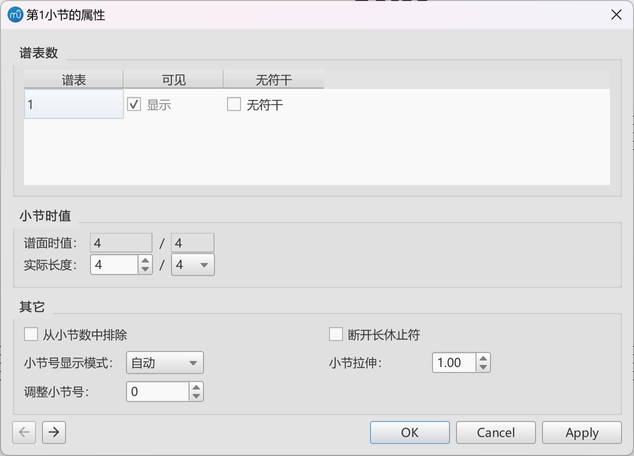 第1小节的属性
谱表数
谱表 可见 无符干
1 显示 无符干
小节时值
谱面时值： 4 / 4
实际长度： 4 / 4
其它
从小节数中排除 断开长休止符
小节号显示模式： 自动 小节拉伸： 1.00
调整小节号： 0
OK Cancel Apply